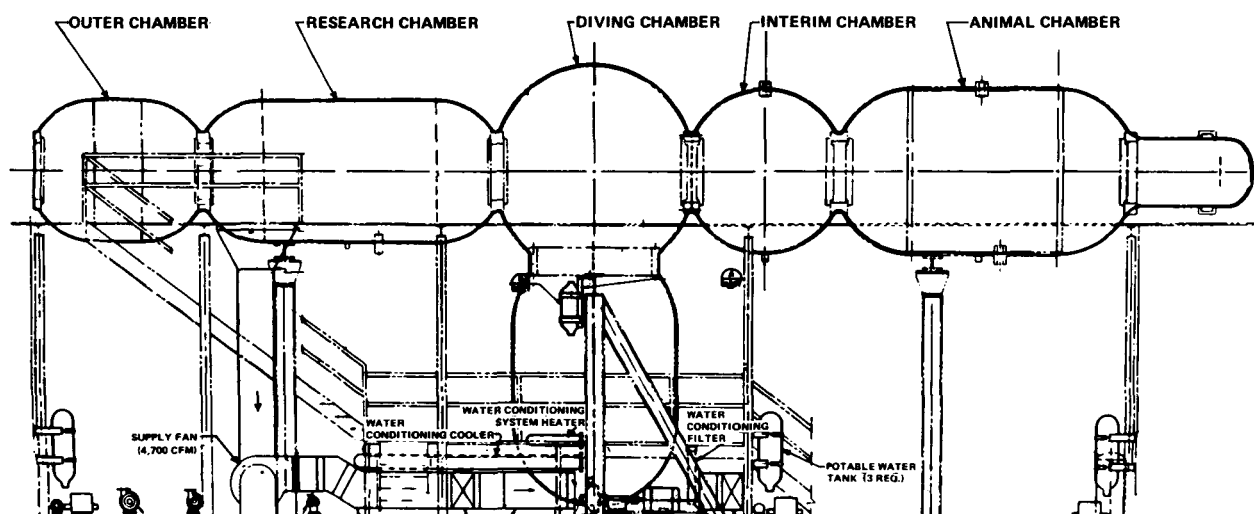 OUTER CHAMBER
RESEARCH CHAMBER
DIVING CHAMBER
INTERIM CHAMBER
ANIMAL CHAMBER
WATER CONDITIONING
SYSTEM HEATER
WATER
CONDITIONING COOLER
WATER
CONDITIONING
FILTER
SUPPLY FAN
(4,700 CFM)
POTABLE WATER
TANK (3 REQ.)